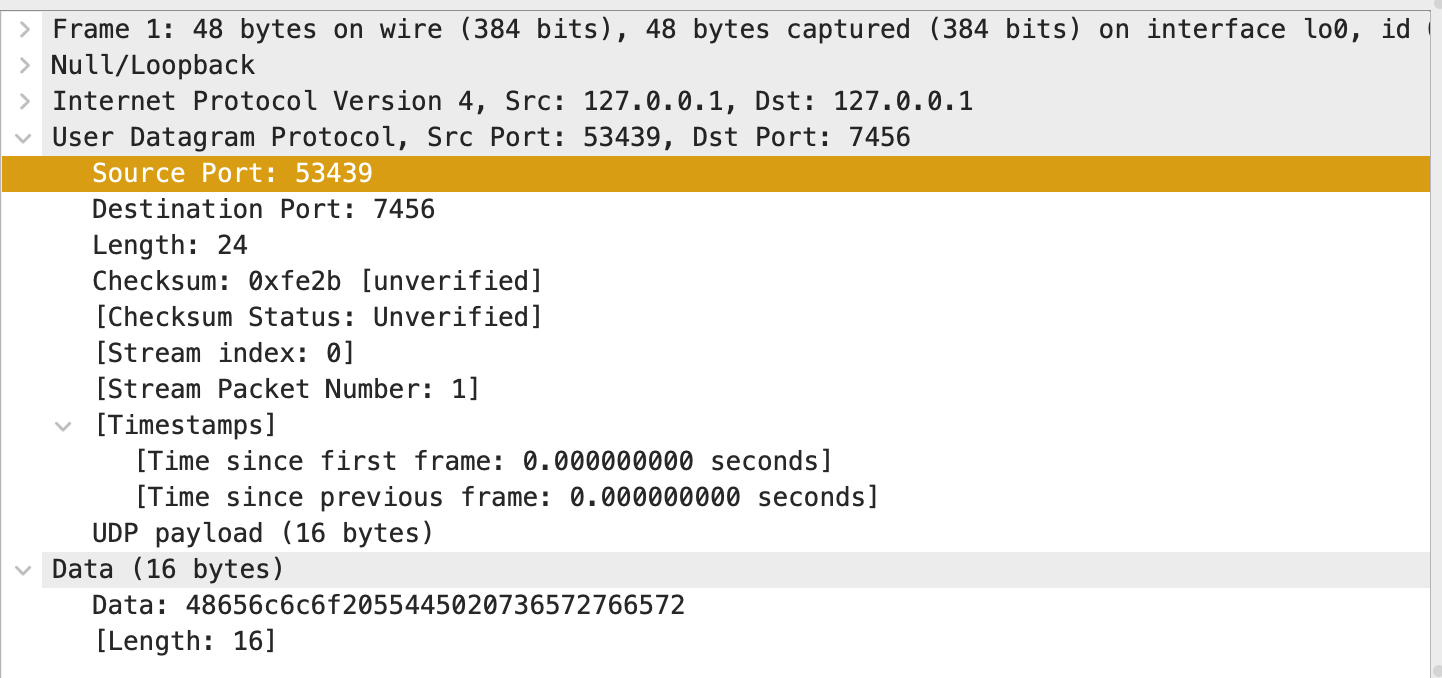 Frame 1: 48 bytes on wire (384 bits), 48 bytes captured (384 bits) on interface lo0, id
Null/Loopback
Internet Protocol Version 4, Src: 127.0.0.1, Dst: 127.0.0.1
User Datagram Protocol, Src Port: 53439, Dst Port: 7456
Source Port: 53439
Destination Port: 7456
Length: 24
Checksum: 0xfe2b [unverified]
[Checksum Status: Unverified]
[Stream index: 0]
[Stream Packet Number: 1]
[Timestamps]
[Time since first frame: 0.000000000 seconds]
[Time since previous frame: 0.000000000 seconds]
UDP payload (16 bytes)
Data (16 bytes)
Data: 48656c6c6f2055445020736572766572
[Length: 16]